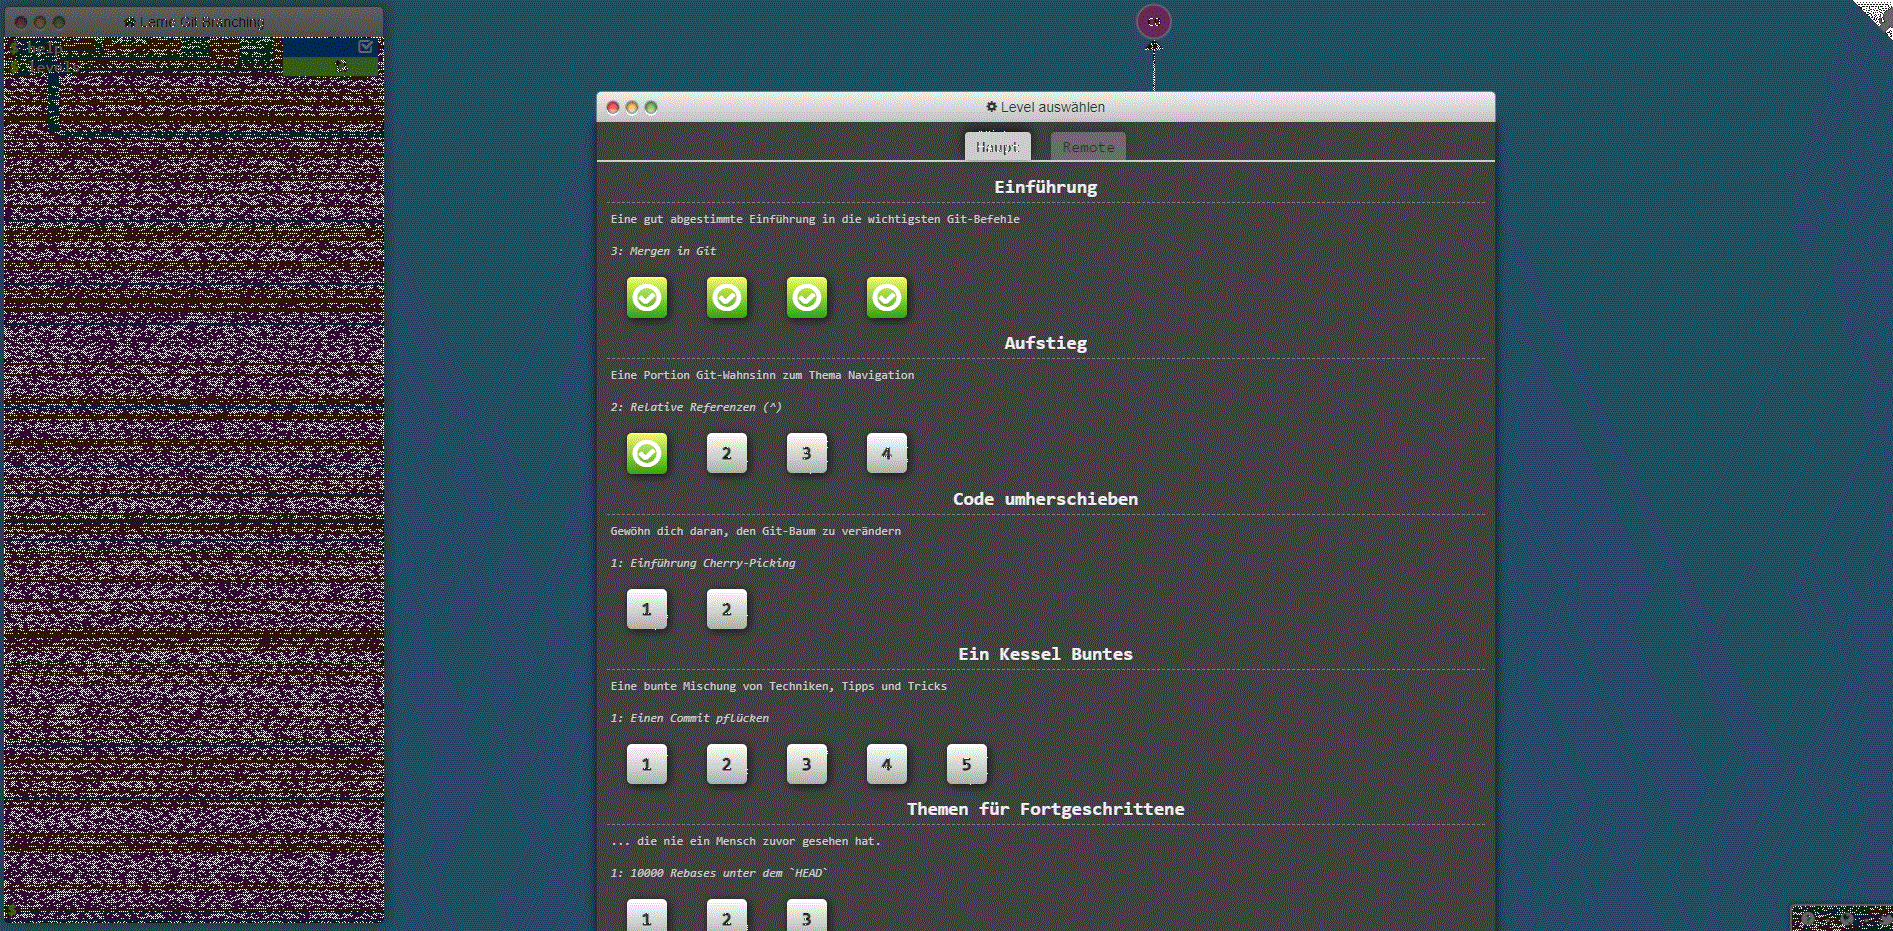 Lerne Git Branching
$ help
$ levels
C0
Level auswählen
Haupt Remote
Einführung
Eine gut abgestimmte Einführung in die wichtigsten Git-Befehle
3: Mergen in Git
Aufstieg
Eine Portion Git-Wahnsinn zum Thema Navigation
2: Relative Referenzen (^)
2 3 4
Code umherschieben
Gewöhn dich daran, den Git-Baum zu verändern
1: Einführung Cherry-Picking
1 2
Ein Kessel Buntes
Eine bunte Mischung von Techniken, Tipps und Tricks
1: Einen Commit pflücken
1 2 3 4 5
Themen für Fortgeschrittene
... die nie ein Mensch zuvor gesehen hat.
1: 10000 Rebases unter dem `HEAD`
1 2 3